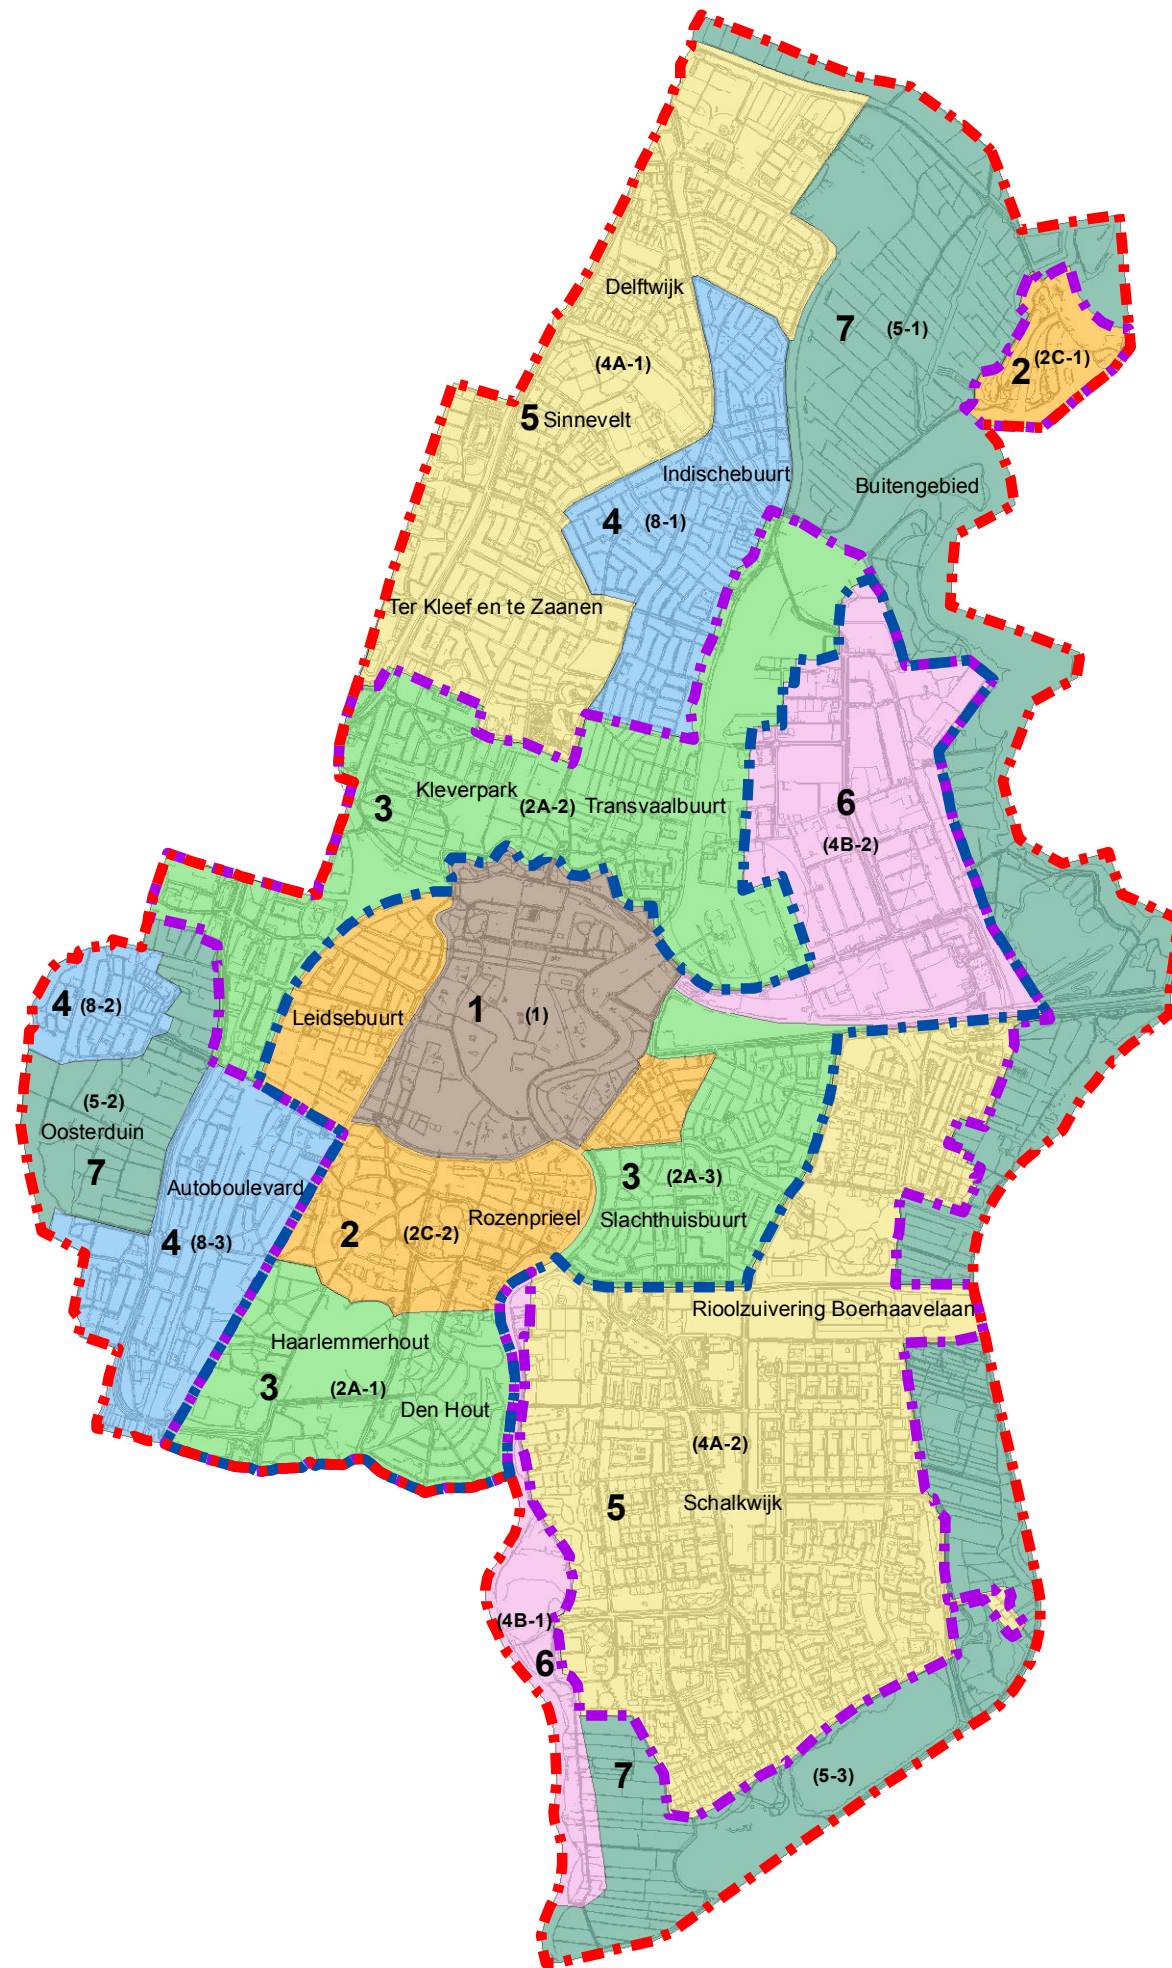 Delftwijk
7 (5-1)
(4A-1)
2 (2C-1)
5 Sinnevelt
Indischebuurt
Buitengebied
4 (8-1)
Ter Kleef en te Zaanen
Kleverpark
3 (2A-2) Transvaalbuurt
6
(4B-2)
4 (8-2)
1 (1)
Leidsebuurt
(5-2)
Oosterduin
7
Autoboulevard
3 (2A-3)
Slachthuisbuurt
Rozenprieel
2 (2C-2)
4 (8-3)
Rioolzuivering Boerhaavelaan
Haarlemmerhout
3 (2A-1)
Den Hout
(4A-2)
5 Schalkwijk
(4B-1)
6
7 (5-3)